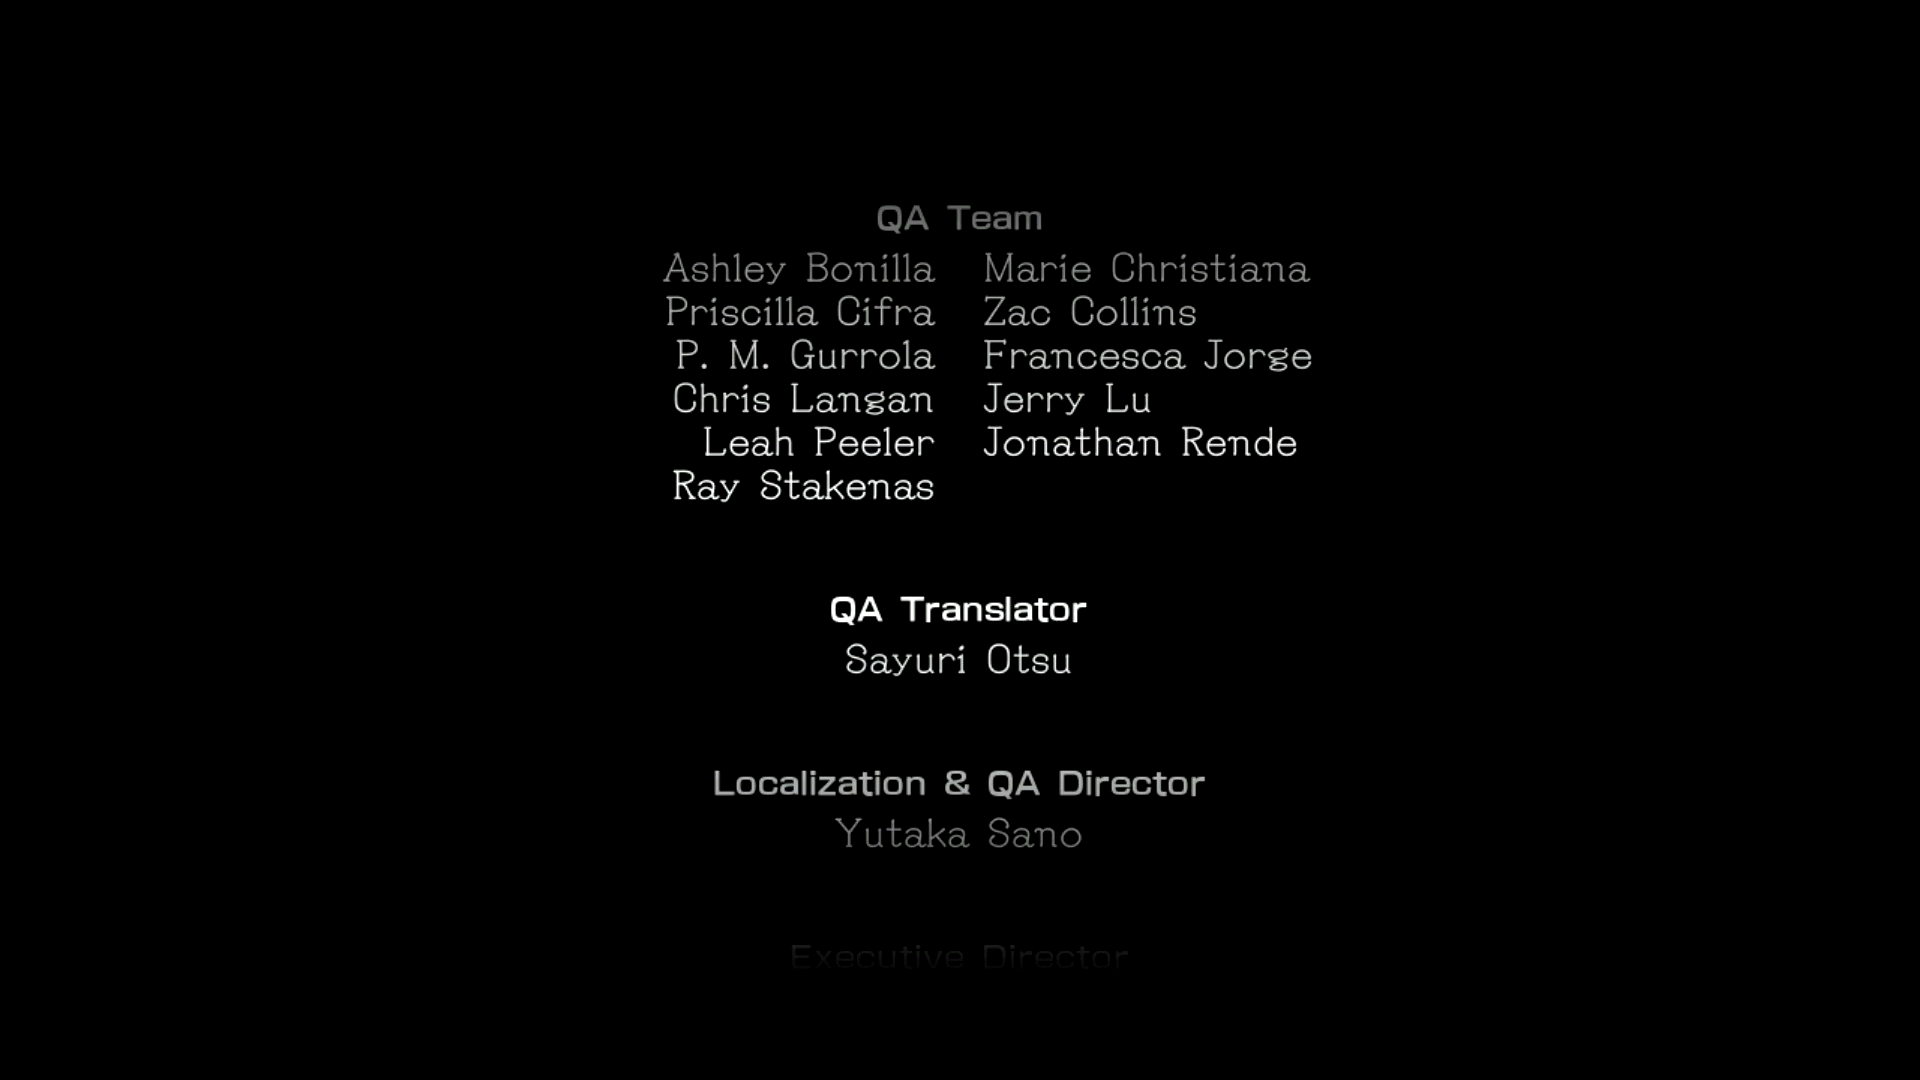 QA Team
Ashley Bonilla Marie Christiana
Priscilla Cifra Zac Collins
P. M. Gurrola Francesca Jorge
Chris Langan Jerry Lu
Leah Peeler Jonathan Rende
Ray Stakenas
QA Translator
Sayuri Otsu
Localization & QA Director
Yutaka Sano
Executive Director